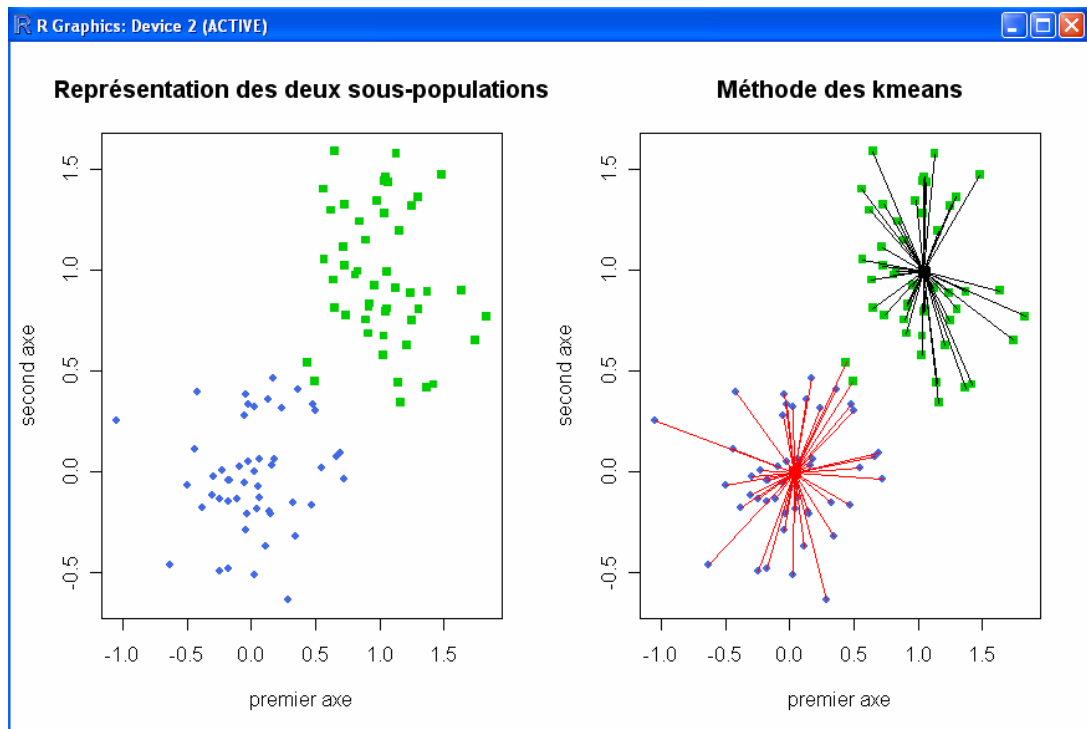 R Graphics: Device 2 (ACTIVE)
Représentation des deux sous-populations
second axe
1.5
1.0
0.5
0.0
-0.5
-1.0 -0.5 0.0 0.5 1.0 1.5
premier axe
Méthode des kmeans
second axe
1.5
1.0
0.5
0.0
-0.5
-1.0 -0.5 0.0 0.5 1.0 1.5
premier axe